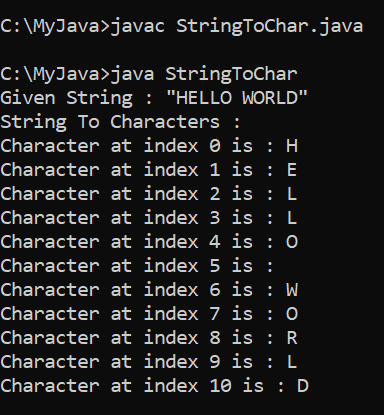 C:\MyJava>javac StringToChar.java
C:\MyJava>java StringToChar
Given String : "HELLO WORLD"
String To Characters :
Character at index 0 is : H
Character at index 1 is : E
Character at index 2 is : L
Character at index 3 is : L
Character at index 4 is : O
Character at index 5 is :
Character at index 6 is : W
Character at index 7 is : O
Character at index 8 is : R
Character at index 9 is : L
Character at index 10 is : D